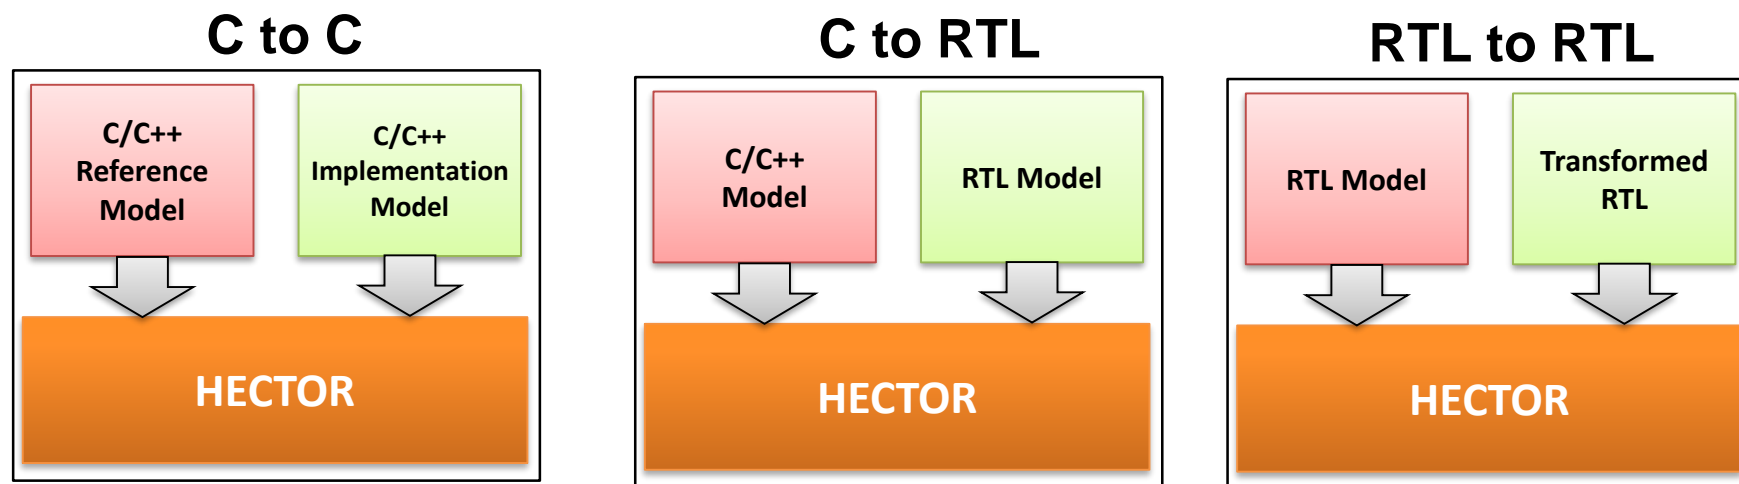 C to C
C/C++
Reference
Model
C/C++
Implementation
Model
HECTOR
C to RTL
C/C++
Model
RTL Model
HECTOR
RTL to RTL
RTL Model
Transformed
RTL
HECTOR